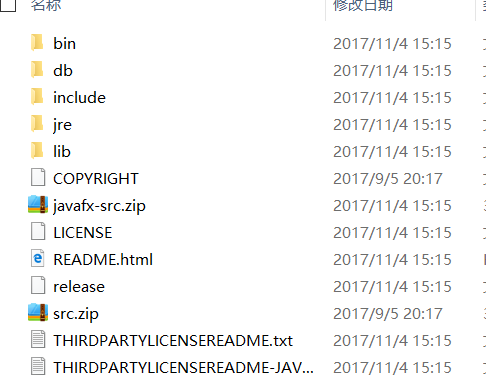 名称 修改日期
bin 2017/11/4 15:15
db 2017/11/4 15:15
include 2017/11/4 15:15
jre 2017/11/4 15:15
lib 2017/11/4 15:15
COPYRIGHT 2017/9/5 20:17
javafx-src.zip 2017/11/4 15:15
LICENSE 2017/11/4 15:15
README.html 2017/11/4 15:15
release 2017/11/4 15:15
src.zip 2017/9/5 20:17
THIRDPARTYLICENSEREADME.txt 2017/11/4 15:15
THIRDPARTYLICENSEREADME-JAV... 2017/11/4 15:15